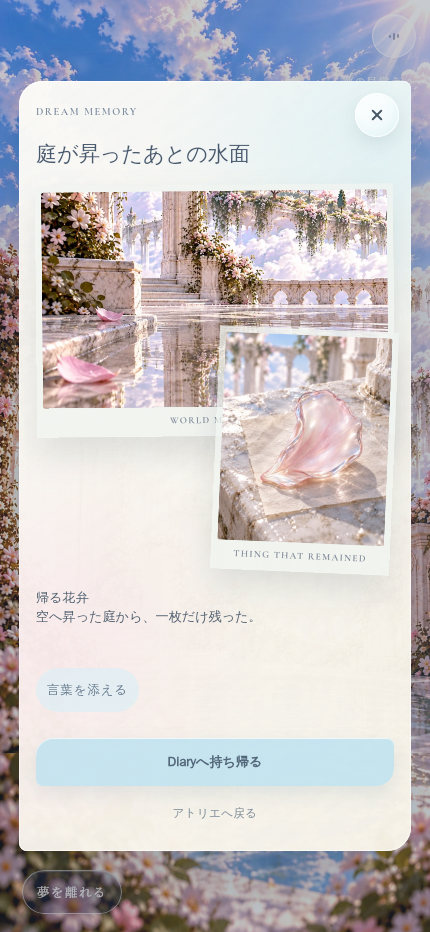 DREAM MEMORY
庭が昇ったあとの水面
WORLD M
THING THAT REMAINED
帰る花弁
空へ昇った庭から、一枚だけ残った。
言葉を添える
Diaryへ持ち帰る
アトリエへ戻る
夢を離れる